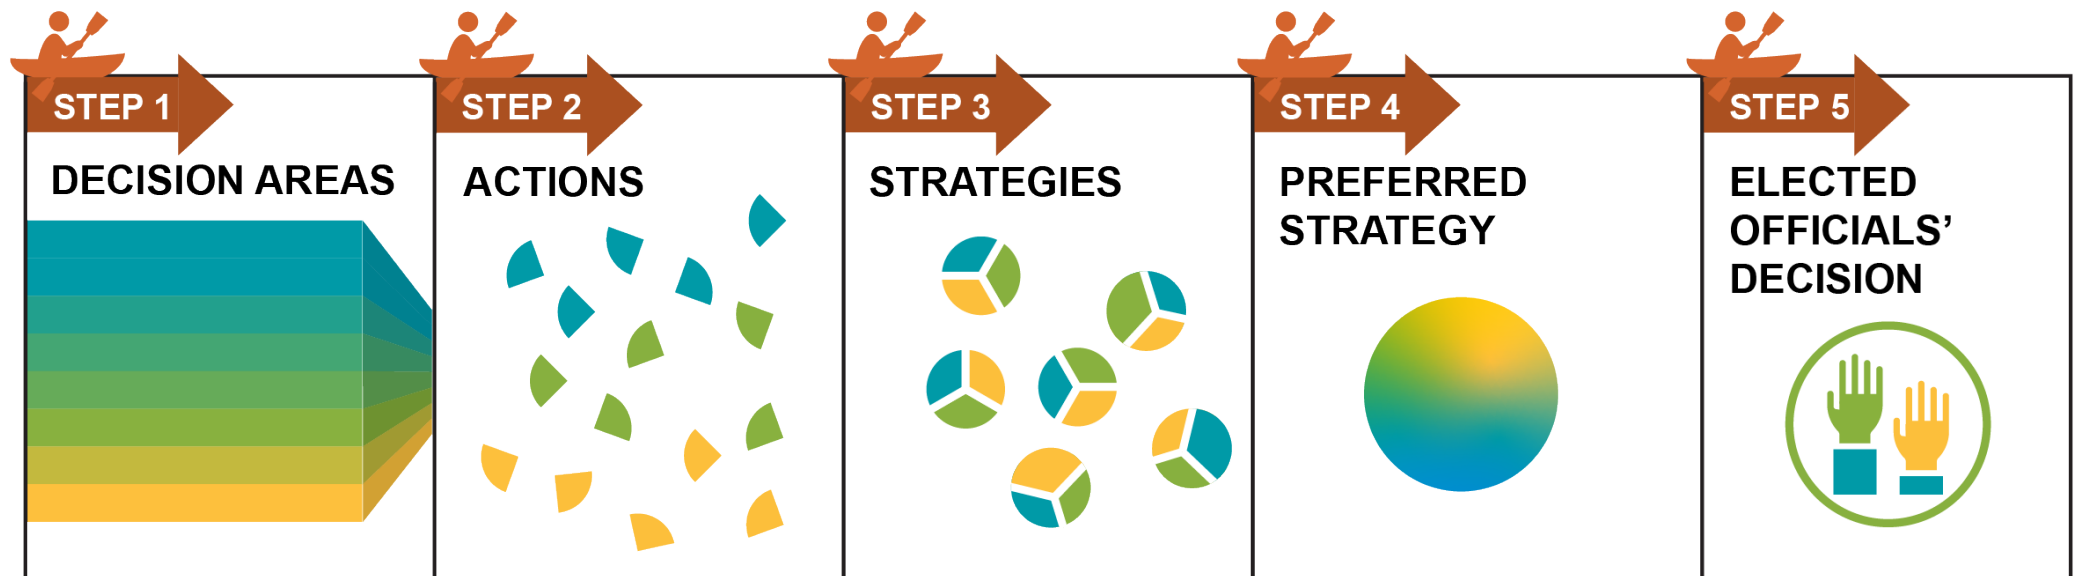 STEP 1
DECISION AREAS
STEP 2
ACTIONS
STEP 3
STRATEGIES
STEP 4
PREFERRED
STRATEGY
STEP 5
ELECTED
OFFICIALS’
DECISION